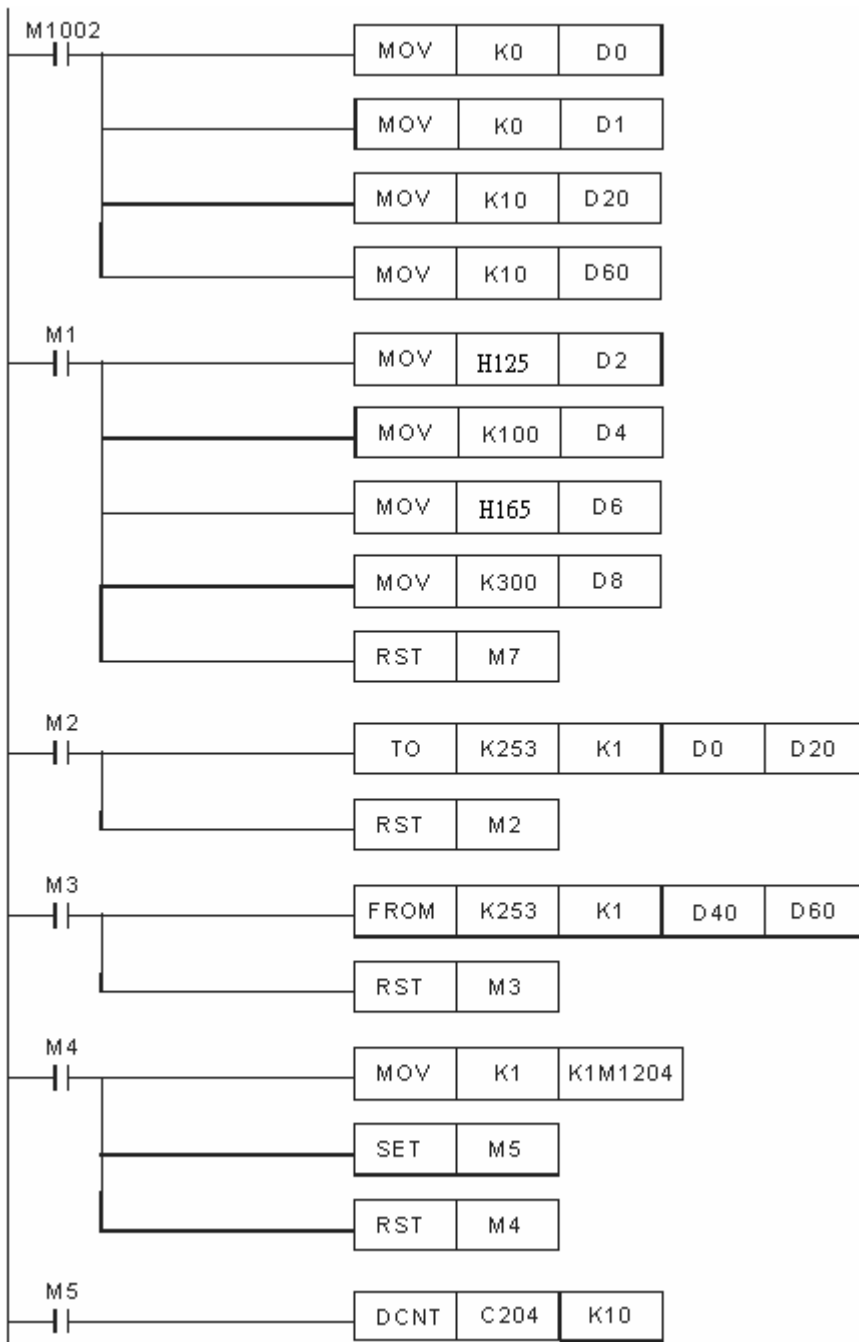 M1002
MOV K0 D0
MOV K0 D1
MOV K10 D20
MOV K10 D60
M1
MOV H125 D2
MOV K100 D4
MOV H165 D6
MOV K300 D8
RST M7
M2
TO K253 K1 D0 D20
RST M2
M3
FROM K253 K1 D40 D60
RST M3
M4
MOV K1 K1M1204
SET M5
RST M4
M5
DCNT C204 K10